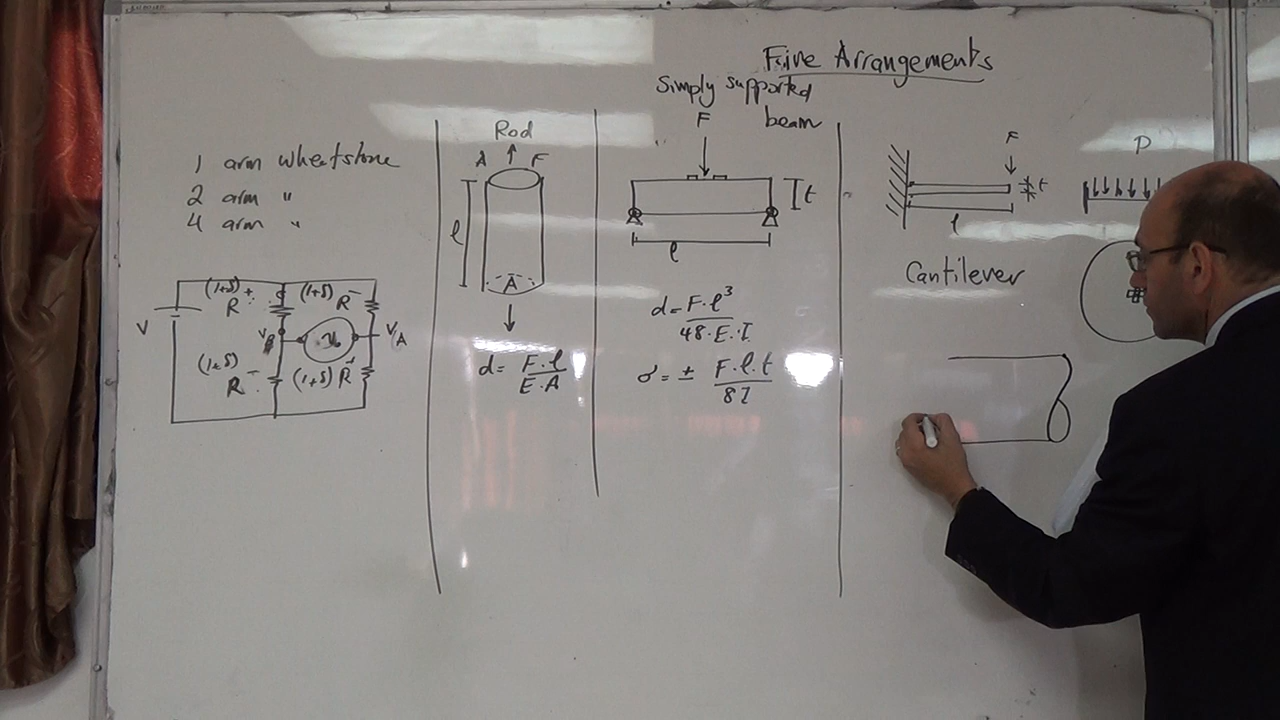 Five Arrangements
1 arm wheatstone
2 arm "
4 arm "
V
(1+δ) R +
(1+δ) R -
V_B
V_A
(1+δ) R -
(1+δ) R +
Rod
A F
l
A
d = F·l / E·A
Simply supported
beam
F
t
l
d = F·l³ / 48·E·I
σ = ± F·l·t / 8I
F
t
l
Cantilever
P